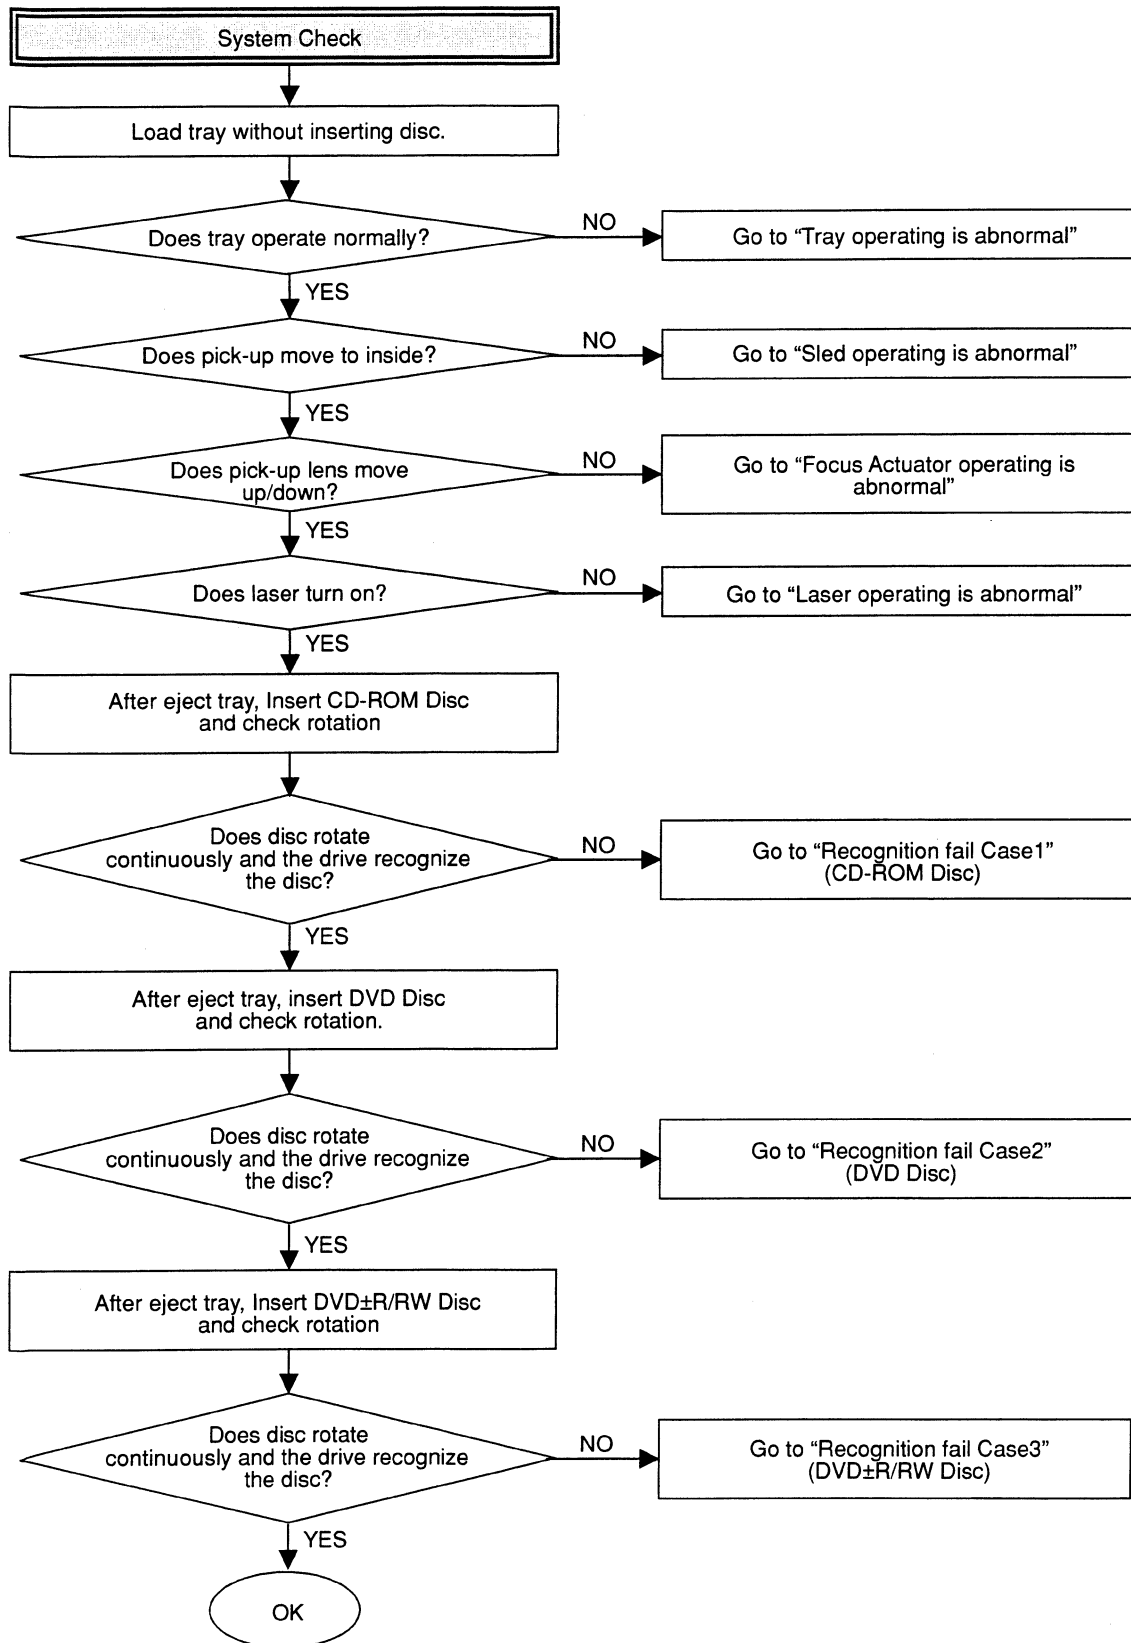 System Check
Load tray without inserting disc.
Does tray operate normally?
NO
Go to “Tray operating is abnormal”
YES
Does pick-up move to inside?
NO
Go to “Sled operating is abnormal”
YES
Does pick-up lens move
up/down?
NO
Go to “Focus Actuator operating is
abnormal”
YES
Does laser turn on?
NO
Go to “Laser operating is abnormal”
YES
After eject tray, Insert CD-ROM Disc
and check rotation
Does disc rotate
continuously and the drive recognize
the disc?
NO
Go to “Recognition fail Case1”
(CD-ROM Disc)
YES
After eject tray, insert DVD Disc
and check rotation.
Does disc rotate
continuously and the drive recognize
the disc?
NO
Go to “Recognition fail Case2”
(DVD Disc)
YES
After eject tray, Insert DVD±R/RW Disc
and check rotation
Does disc rotate
continuously and the drive recognize
the disc?
NO
Go to “Recognition fail Case3”
(DVD±R/RW Disc)
YES
OK